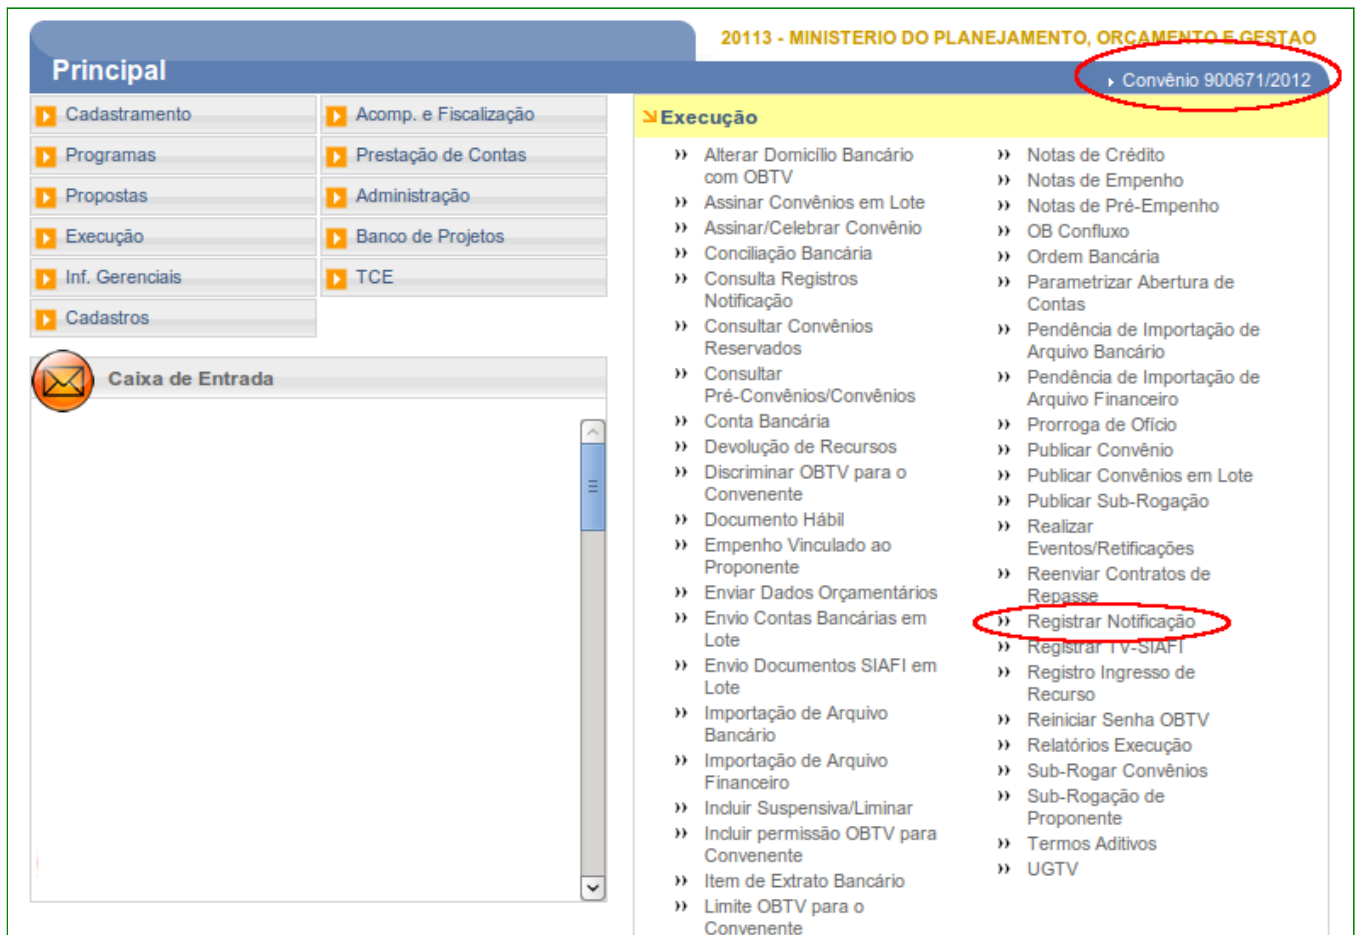 20113 - MINISTERIO DO PLANEJAMENTO, ORCAMENTO E GESTAO
Principal
Convênio 900671/2012
Cadastramento
Acomp. e Fiscalização
Programas
Prestação de Contas
Propostas
Administração
Execução
Banco de Projetos
Inf. Gerenciais
TCE
Cadastros
Caixa de Entrada
Execução
Alterar Domicílio Bancário
com OBTV
Assinar Convênios em Lote
Assinar/Celebrar Convênio
Conciliação Bancária
Consulta Registros
Notificação
Consultar Convênios
Reservados
Consultar
Pré-Convênios/Convênios
Conta Bancária
Devolução de Recursos
Discriminar OBTV para o
Convenente
Documento Hábil
Empenho Vinculado ao
Proponente
Enviar Dados Orçamentários
Envio Contas Bancárias em
Lote
Envio Documentos SIAFI em
Lote
Importação de Arquivo
Bancário
Importação de Arquivo
Financeiro
Incluir Suspensiva/Liminar
Incluir permissão OBTV para
Convenente
Item de Extrato Bancário
Limite OBTV para o
Convenente
Notas de Crédito
Notas de Empenho
Notas de Pré-Empenho
OB Confluxo
Ordem Bancária
Parametrizar Abertura de
Contas
Pendência de Importação de
Arquivo Bancário
Pendência de Importação de
Arquivo Financeiro
Prorroga de Ofício
Publicar Convênio
Publicar Convênios em Lote
Publicar Sub-Rogação
Realizar
Eventos/Retificações
Reenviar Contratos de
Repasse
Registrar Notificação
Registrar TV-SIAFI
Registro Ingresso de
Recurso
Reiniciar Senha OBTV
Relatórios Execução
Sub-Rogar Convênios
Sub-Rogação de
Proponente
Termos Aditivos
UGTV